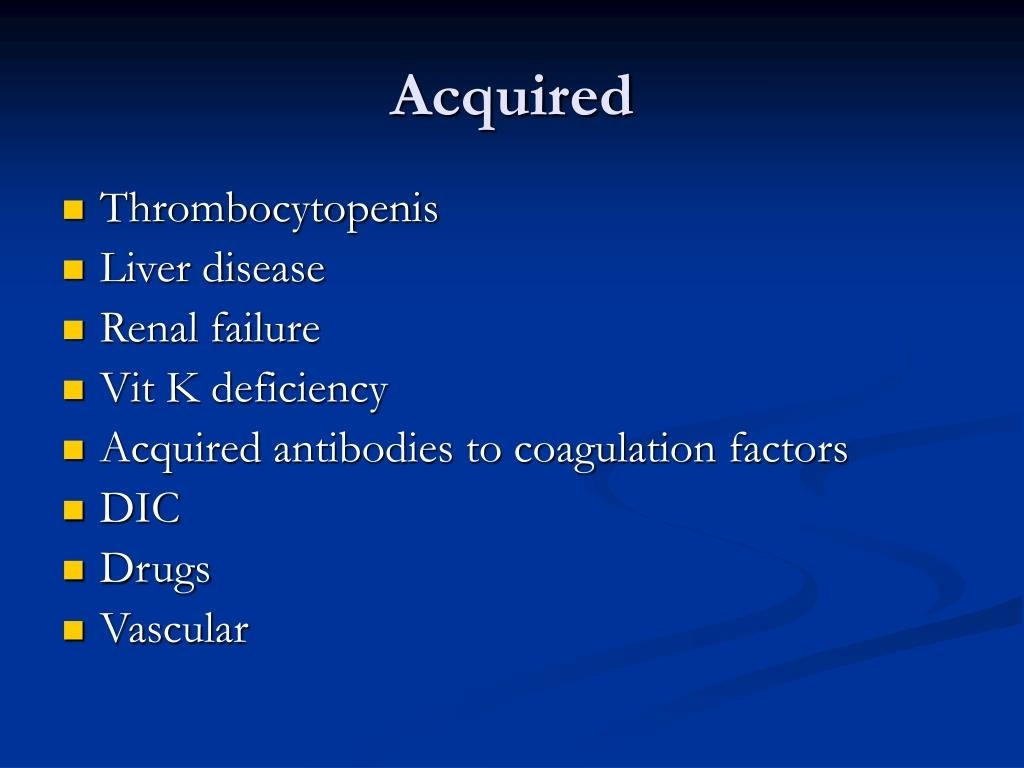 Acquired
Thrombocytopenis
Liver disease
Renal failure
Vit K deficiency
Acquired antibodies to coagulation factors
DIC
Drugs
Vascular